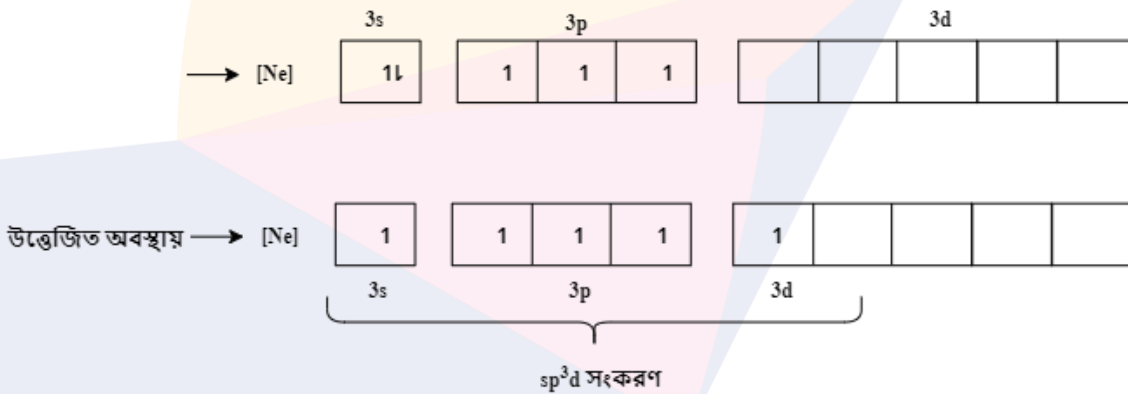 3s 3p 3d
→ [Ne] 1⇂ 1 1 1
উত্তেজিত অবস্থায় → [Ne] 1 1 1 1 1
3s 3p 3d
sp³d সংকরণ